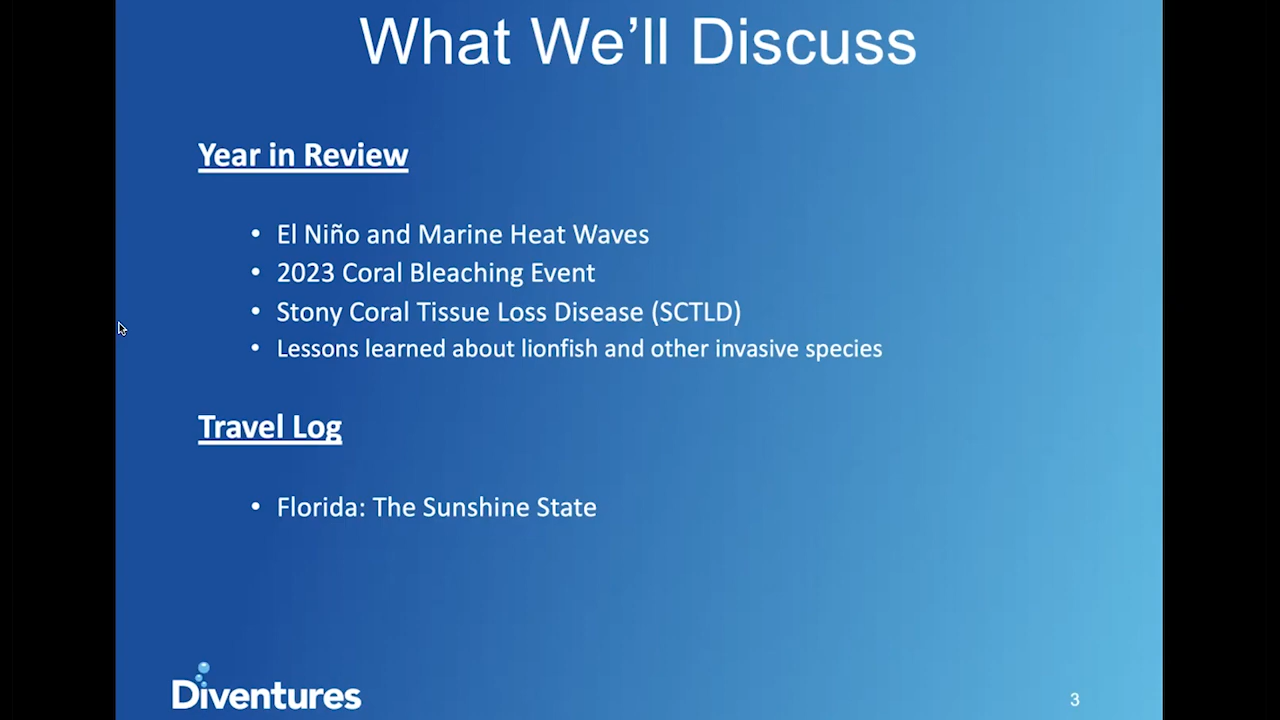 What We’ll Discuss
Year in Review
• El Niño and Marine Heat Waves
• 2023 Coral Bleaching Event
• Stony Coral Tissue Loss Disease (SCTLD)
• Lessons learned about lionfish and other invasive species
Travel Log
• Florida: The Sunshine State
Diventures
3